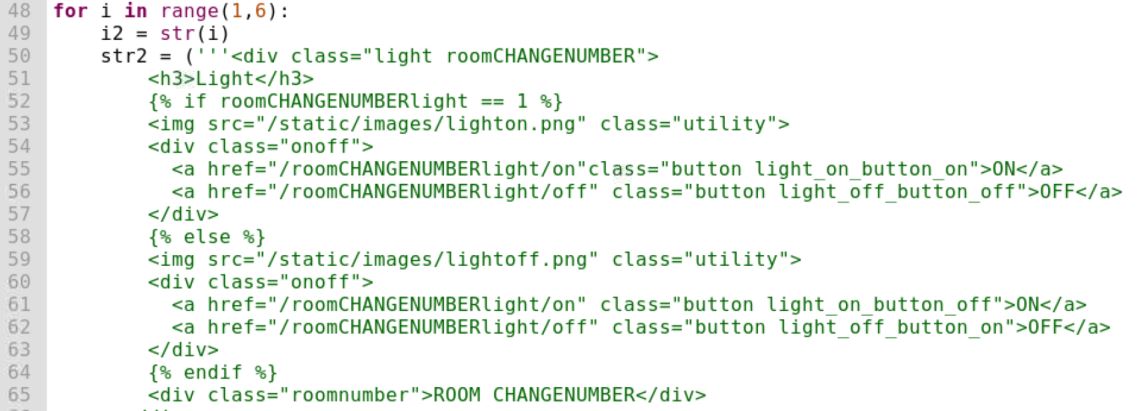 48 for i in range(1,6):
49     i2 = str(i)
50     str2 = ('''<div class="light roomCHANGENUMBER">
51         <h3>Light</h3>
52         {% if roomCHANGENUMBERlight == 1 %}
53         <img src="/static/images/lighton.png" class="utility">
54         <div class="onoff">
55           <a href="/roomCHANGENUMBERlight/on"class="button light_on_button_on">ON</a>
56           <a href="/roomCHANGENUMBERlight/off" class="button light_off_button_off">OFF</a>
57         </div>
58         {% else %}
59         <img src="/static/images/lightoff.png" class="utility">
60         <div class="onoff">
61           <a href="/roomCHANGENUMBERlight/on" class="button light_on_button_off">ON</a>
62           <a href="/roomCHANGENUMBERlight/off" class="button light_off_button_on">OFF</a>
63         </div>
64         {% endif %}
65         <div class="roomnumber">ROOM CHANGENUMBER</div>